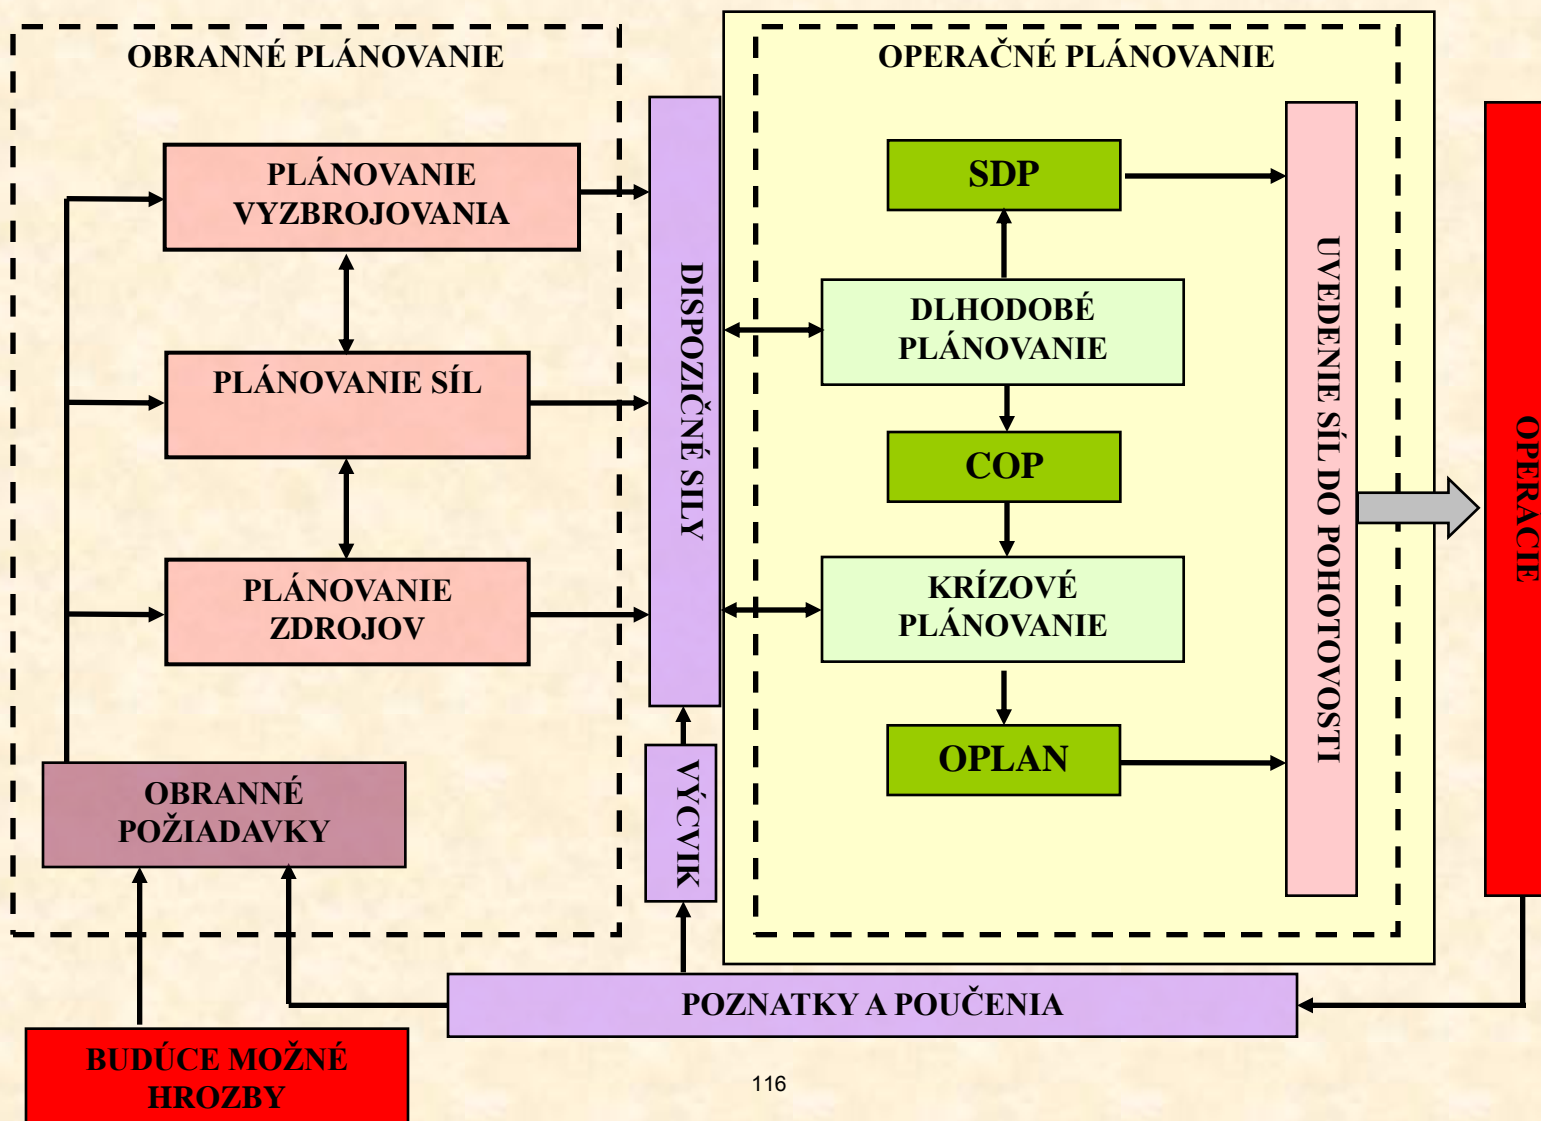 OBRANNÉ PLÁNOVANIE
PLÁNOVANIE
VYZBROJOVANIA
PLÁNOVANIE SÍL
PLÁNOVANIE
ZDROJOV
OBRANNÉ
POŽIADAVKY
BUDÚCE MOŽNÉ
HROZBY
DISPOZIČNÉ SILY
VÝCVIK
OPERAČNÉ PLÁNOVANIE
SDP
DLHODOBÉ
PLÁNOVANIE
COP
KRÍZOVÉ
PLÁNOVANIE
OPLAN
UVEDENIE SÍL DO POHOTOVOSTI
OPERACIE
POZNATKY A POUČENIA
116